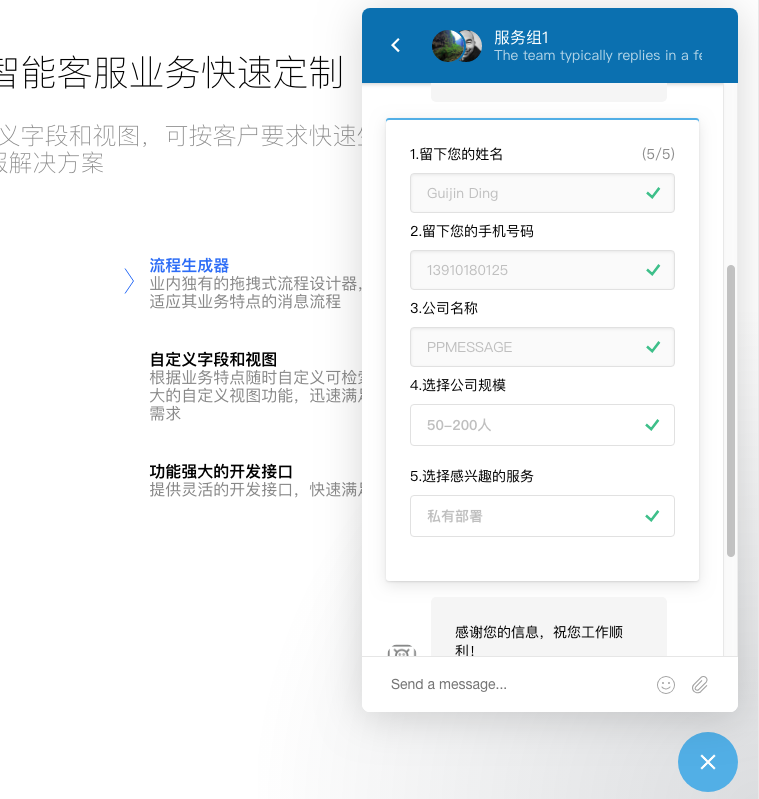 智能客服业务快速定制
义字段和视图，可按客户要求快速
服解决方案
流程生成器
业内独有的拖拽式流程设计器，
适应其业务特点的消息流程
自定义字段和视图
根据业务特点随时自定义可检
大的自定义视图功能，迅速满
需求
功能强大的开发接口
提供灵活的开发接口，快速满
服务组1
The team typically replies in a fe
1.留下您的姓名 (5/5)
Guijin Ding
2.留下您的手机号码
13910180125
3.公司名称
PPMESSAGE
4.选择公司规模
50-200人
5.选择感兴趣的服务
私有部署
感谢您的信息，祝您工作顺
利！
Send a message...